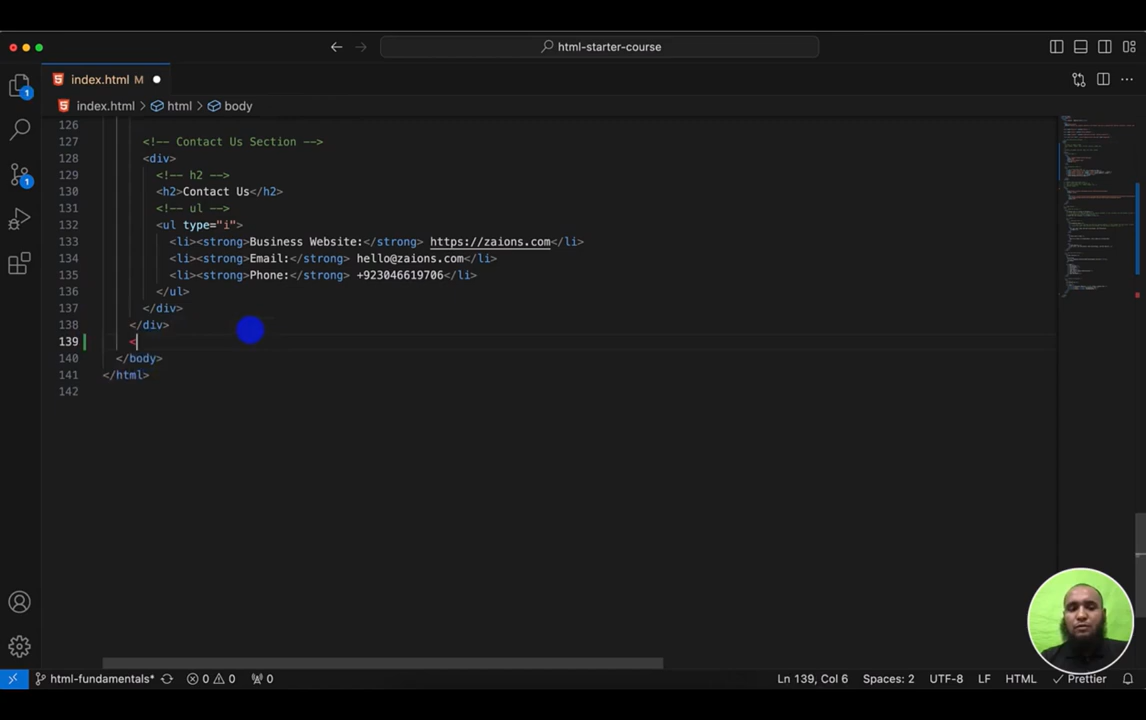 html-starter-course
index.html M
index.html > html > body
126
127 <!-- Contact Us Section -->
128 <div>
129 <!-- h2 -->
130 <h2>Contact Us</h2>
131 <!-- ul -->
132 <ul type="i">
133 <li><strong>Business Website:</strong> https://zaions.com</li>
134 <li><strong>Email:</strong> hello@zaions.com</li>
135 <li><strong>Phone:</strong> +923046619706</li>
136 </ul>
137 </div>
138 </div>
139 <
140 </body>
141 </html>
142
1
1
html-fundamentals* 0 0 0 Ln 139, Col 6 Spaces: 2 UTF-8 LF HTML Prettier